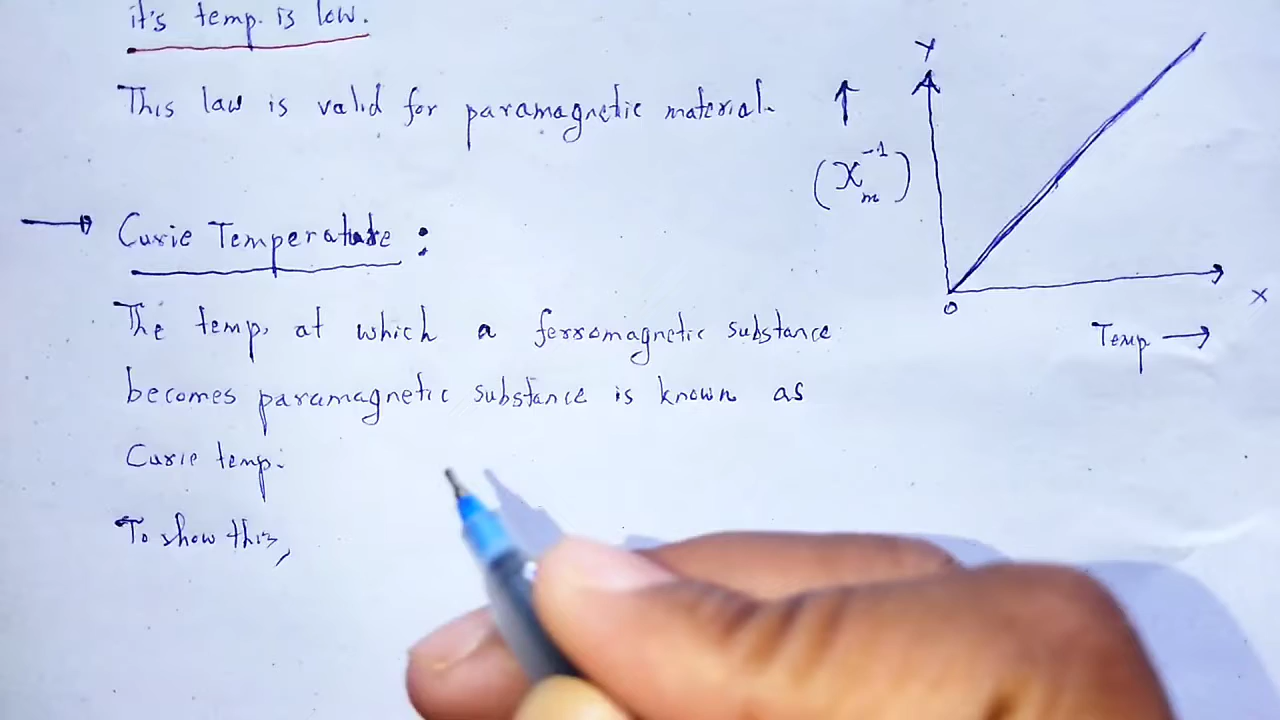 it's temp. is low.
This law is valid for paramagnetic material.
Curie Temperature :
The temp. at which a ferromagnetic substance
becomes paramagnetic substance is known as
Curie temp.
To show this,
Y
(χm⁻¹)
O
X
Temp